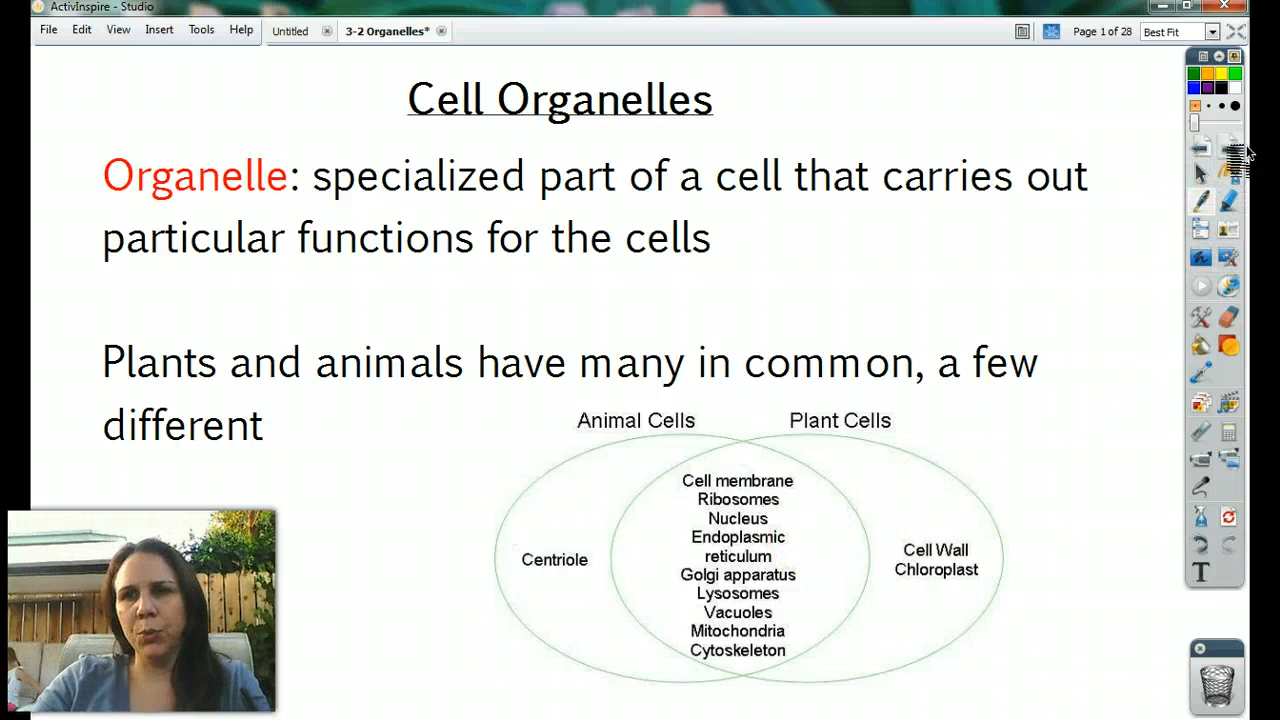 ActivInspire - Studio
File Edit View Insert Tools Help Untitled 3-2 Organelles* Page 1 of 28 Best Fit
Cell Organelles
Organelle: specialized part of a cell that carries out
particular functions for the cells
Plants and animals have many in common, a few
different
Animal Cells Plant Cells
Centriole
Cell membrane
Ribosomes
Nucleus
Endoplasmic
reticulum
Golgi apparatus
Lysosomes
Vacuoles
Mitochondria
Cytoskeleton
Cell Wall
Chloroplast
T